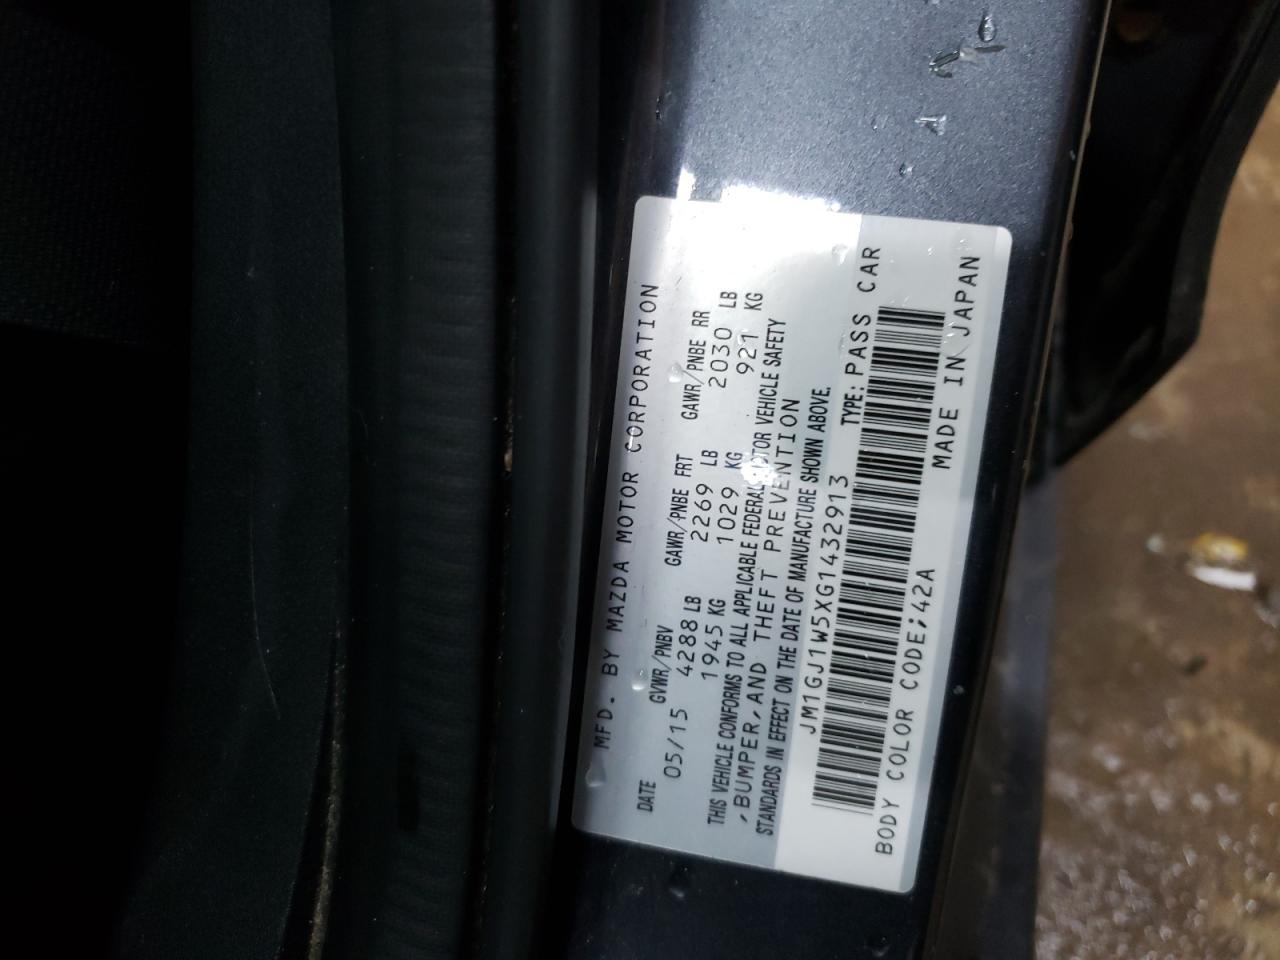 MFD. BY MAZDA MOTOR CORPORATION
DATE GVWR/PNBV GAWR/PNBE FRT GAWR/PNBE RR
05/15 4288 LB 2269 LB 2030 LB
1945 KG 1029 KG 921 KG
THIS VEHICLE CONFORMS TO ALL APPLICABLE FEDERAL MOTOR VEHICLE SAFETY
,BUMPER,AND THEFT PREVENTION
STANDARDS IN EFFECT ON THE DATE OF MANUFACTURE SHOWN ABOVE.
JM1GJ1W5XG1432913 TYPE: PASS CAR
BODY COLOR CODE;42A MADE IN JAPAN